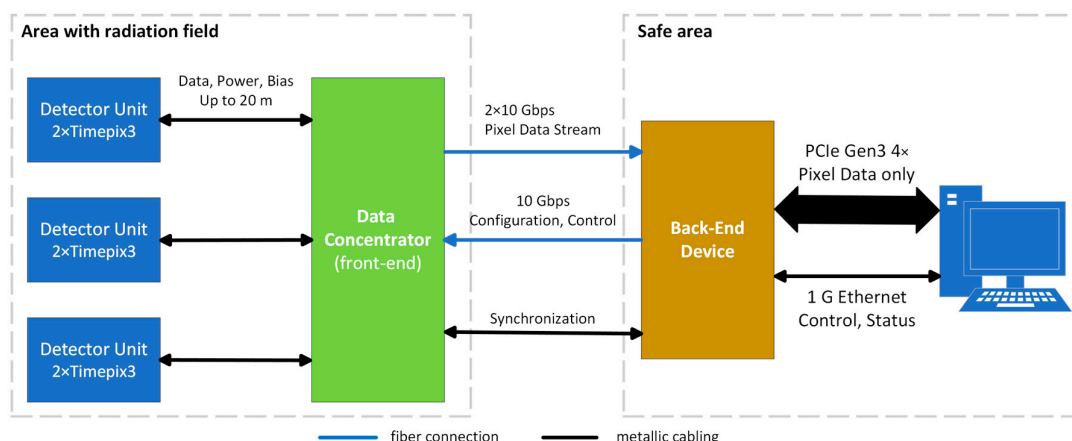 Area with radiation field
Safe area
Detector Unit
2×Timepix3
Data, Power, Bias
Up to 20 m
Detector Unit
2×Timepix3
Detector Unit
2×Timepix3
Data
Concentrator
(front-end)
2×10 Gbps
Pixel Data Stream
10 Gbps
Configuration, Control
Synchronization
Back-End
Device
PCIe Gen3 4×
Pixel Data only
1 G Ethernet
Control, Status
fiber connection
metallic cabling